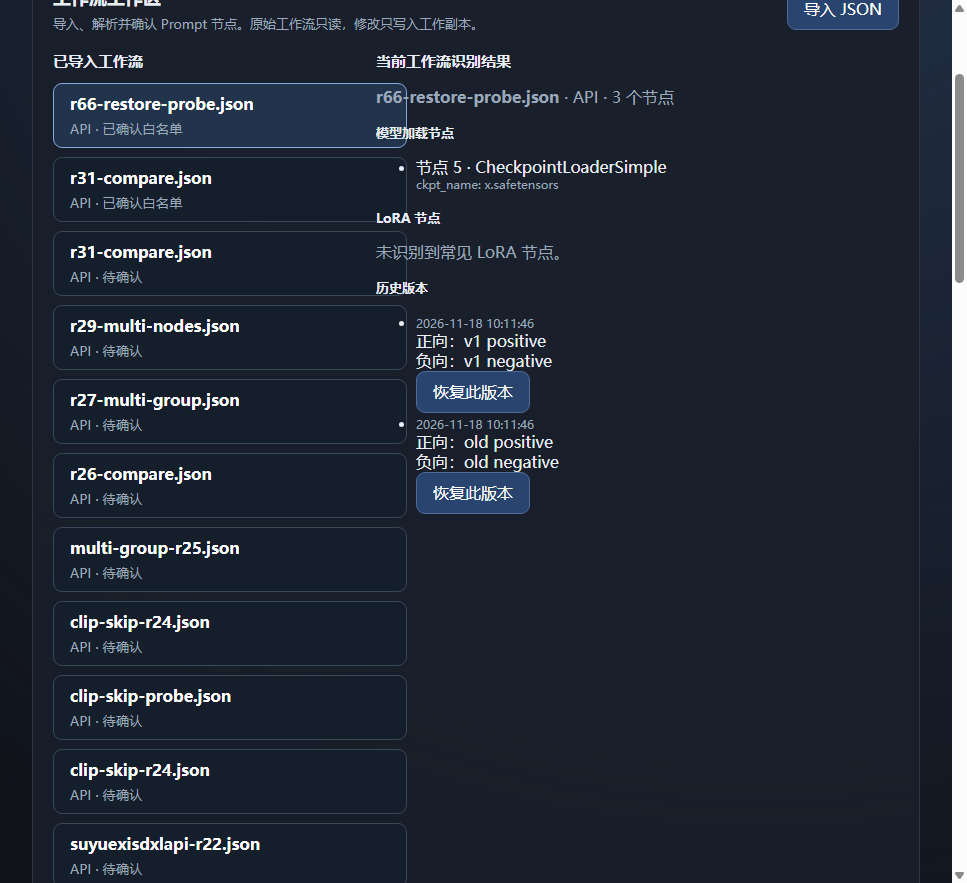 工作流工作区
导入 JSON
导入、解析并确认 Prompt 节点。原始工作流只读，修改只写入工作副本。
已导入工作流
r66-restore-probe.json
API · 已确认白名单
r31-compare.json
API · 已确认白名单
r31-compare.json
API · 待确认
r29-multi-nodes.json
API · 待确认
r27-multi-group.json
API · 待确认
r26-compare.json
API · 待确认
multi-group-r25.json
API · 待确认
clip-skip-r24.json
API · 待确认
clip-skip-probe.json
API · 待确认
clip-skip-r24.json
API · 待确认
suyuexisdxlapi-r22.json
API · 待确认
当前工作流识别结果
r66-restore-probe.json · API · 3 个节点
模型加载节点
节点 5 · CheckpointLoaderSimple
ckpt_name: x.safetensors
LoRA 节点
未识别到常见 LoRA 节点。
历史版本
2026-11-18 10:11:46
正向：v1 positive
负向：v1 negative
恢复此版本
2026-11-18 10:11:46
正向：old positive
负向：old negative
恢复此版本